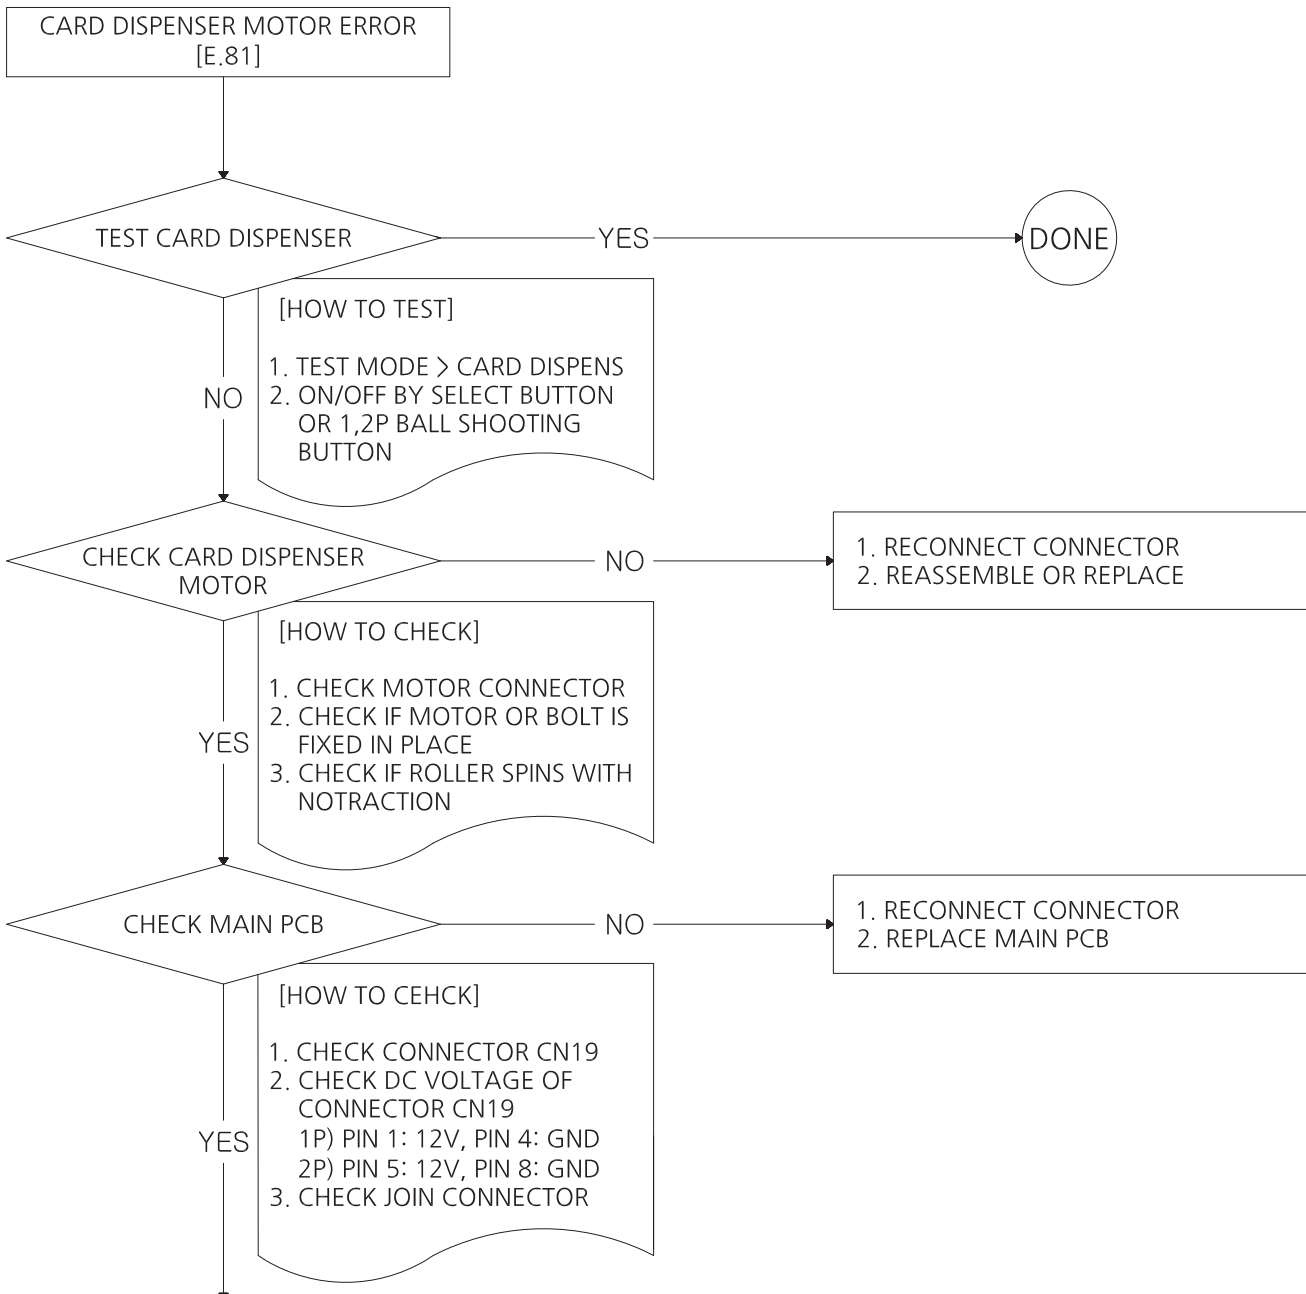 CARD DISPENSER MOTOR ERROR
[E.81]
TEST CARD DISPENSER
YES
DONE
[HOW TO TEST]
1. TEST MODE > CARD DISPENS
2. ON/OFF BY SELECT BUTTON
OR 1,2P BALL SHOOTING
BUTTON
NO
CHECK CARD DISPENSER
MOTOR
NO
1. RECONNECT CONNECTOR
2. REASSEMBLE OR REPLACE
[HOW TO CHECK]
1. CHECK MOTOR CONNECTOR
2. CHECK IF MOTOR OR BOLT IS
FIXED IN PLACE
3. CHECK IF ROLLER SPINS WITH
NOTRACTION
YES
CHECK MAIN PCB
NO
1. RECONNECT CONNECTOR
2. REPLACE MAIN PCB
[HOW TO CEHCK]
1. CHECK CONNECTOR CN19
2. CHECK DC VOLTAGE OF
CONNECTOR CN19
1P) PIN 1: 12V, PIN 4: GND
2P) PIN 5: 12V, PIN 8: GND
3. CHECK JOIN CONNECTOR
YES